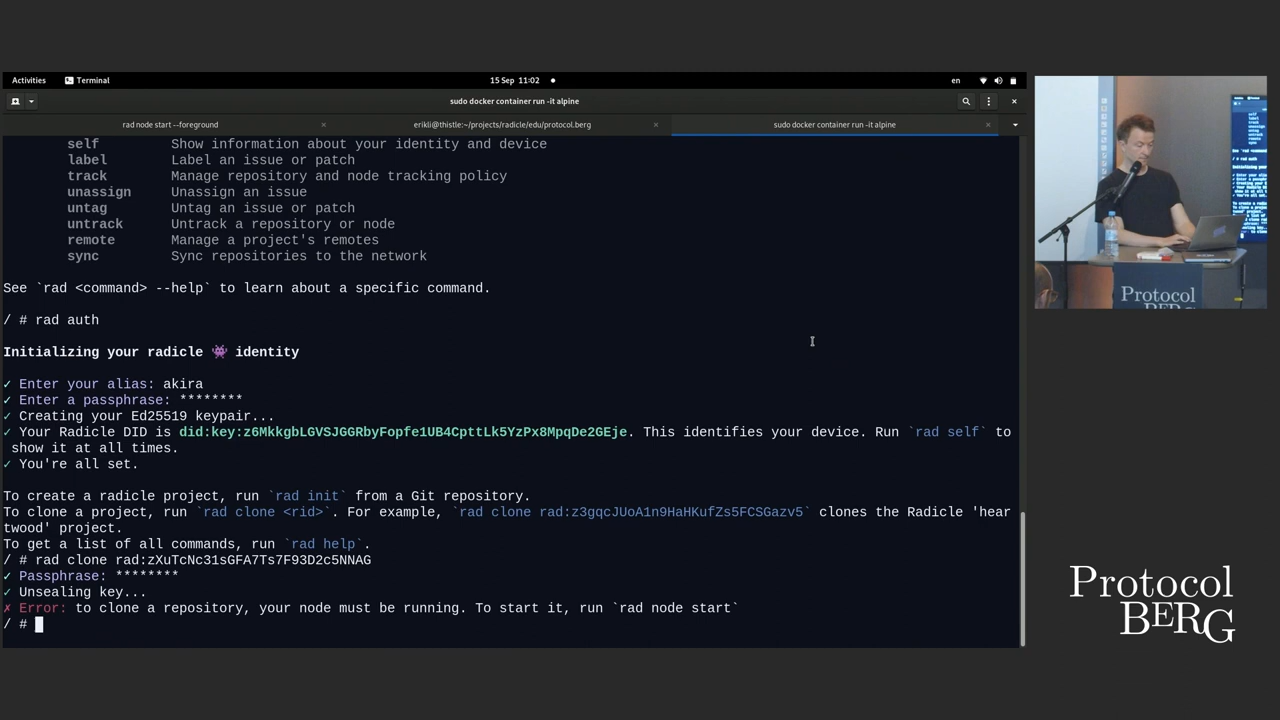 Activities
Terminal
15 Sep 11:02
en
sudo docker container run -it alpine
rad node start --foreground
erikli@thistle:~/projects/radicle/edu/protocol.berg
sudo docker container run -it alpine
self Show information about your identity and device
label Label an issue or patch
track Manage repository and node tracking policy
unassign Unassign an issue
untag Untag an issue or patch
untrack Untrack a repository or node
remote Manage a project's remotes
sync Sync repositories to the network
See `rad <command> --help` to learn about a specific command.
/ # rad auth
Initializing your radicle 👾 identity
✓ Enter your alias: akira
✓ Enter a passphrase: ********
✓ Creating your Ed25519 keypair...
✓ Your Radicle DID is did:key:z6MkkgbLGVSJGGRbyFopfe1UB4CpttLk5YzPx8MpqDe2GEje. This identifies your device. Run `rad self` to
show it at all times.
✓ You're all set.
To create a radicle project, run `rad init` from a Git repository.
To clone a project, run `rad clone <rid>`. For example, `rad clone rad:z3gqcJUoA1n9HaHKufZs5FCSGazv5` clones the Radicle 'hear
twood' project.
To get a list of all commands, run `rad help`.
/ # rad clone rad:zXuTcNc31sGFA7Ts7F93D2c5NNAG
✓ Passphrase: ********
✓ Unsealing key...
✗ Error: to clone a repository, your node must be running. To start it, run `rad node start`
/ #
Protocol
BERG
Protocol
BERG